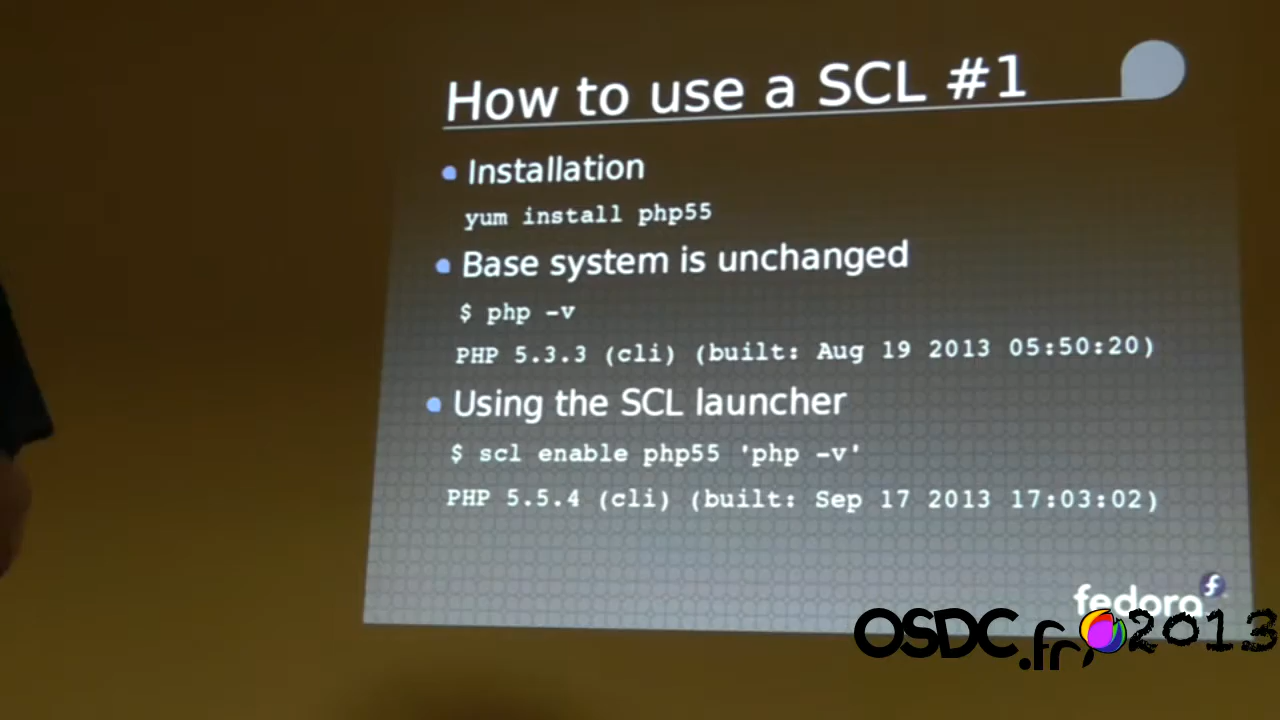 How to use a SCL #1
Installation
yum install php55
Base system is unchanged
$ php -v
PHP 5.3.3 (cli) (built: Aug 19 2013 05:50:20)
Using the SCL launcher
$ scl enable php55 'php -v'
PHP 5.5.4 (cli) (built: Sep 17 2013 17:03:02)
fedora
OSDC.fr 2013